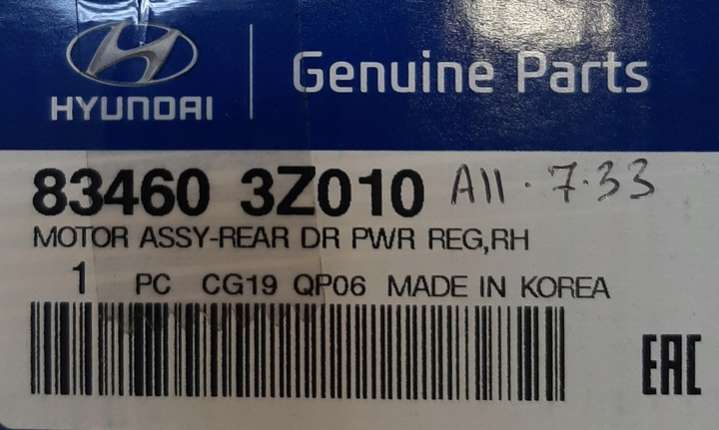 HYUNDAI
Genuine Parts
83460 3Z010 A11. 7.33
MOTOR ASSY-REAR DR PWR REG,RH
1 PC CG19 QP06 MADE IN KOREA
EAC